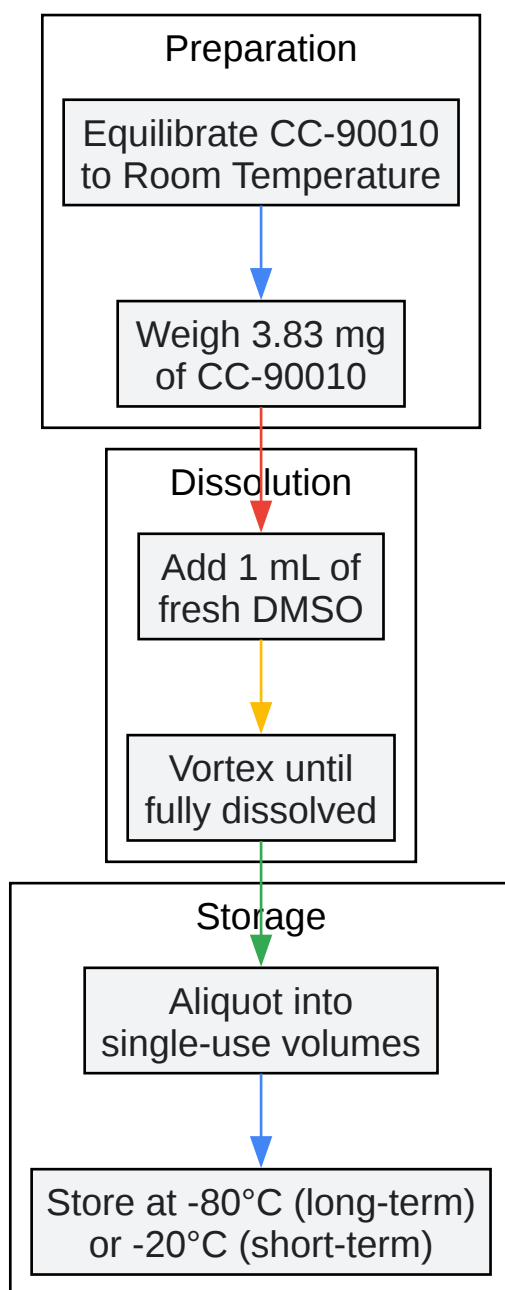 Preparation
Equilibrate CC-90010
to Room Temperature
Weigh 3.83 mg
of CC-90010
Dissolution
Add 1 mL of
fresh DMSO
Vortex until
fully dissolved
Storage
Aliquot into
single-use volumes
Store at -80°C (long-term)
or -20°C (short-term)